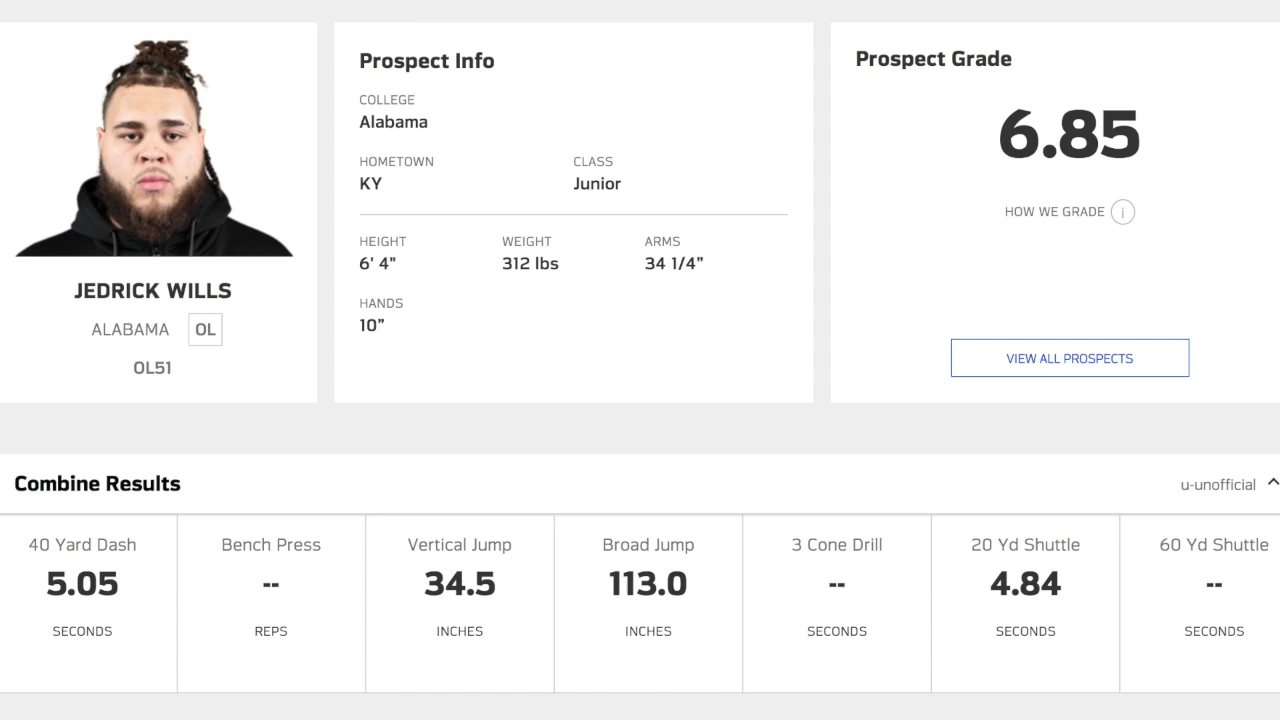 JEDRICK WILLS
ALABAMA OL
OL51
Prospect Info
COLLEGE
Alabama
HOMETOWN CLASS
KY Junior
HEIGHT WEIGHT ARMS
6' 4" 312 lbs 34 1/4”
HANDS
10”
Prospect Grade
6.85
HOW WE GRADE i
VIEW ALL PROSPECTS
Combine Results u-unofficial
40 Yard Dash Bench Press Vertical Jump Broad Jump 3 Cone Drill 20 Yd Shuttle 60 Yd Shuttle
5.05 -- 34.5 113.0 -- 4.84 --
SECONDS REPS INCHES INCHES SECONDS SECONDS SECONDS